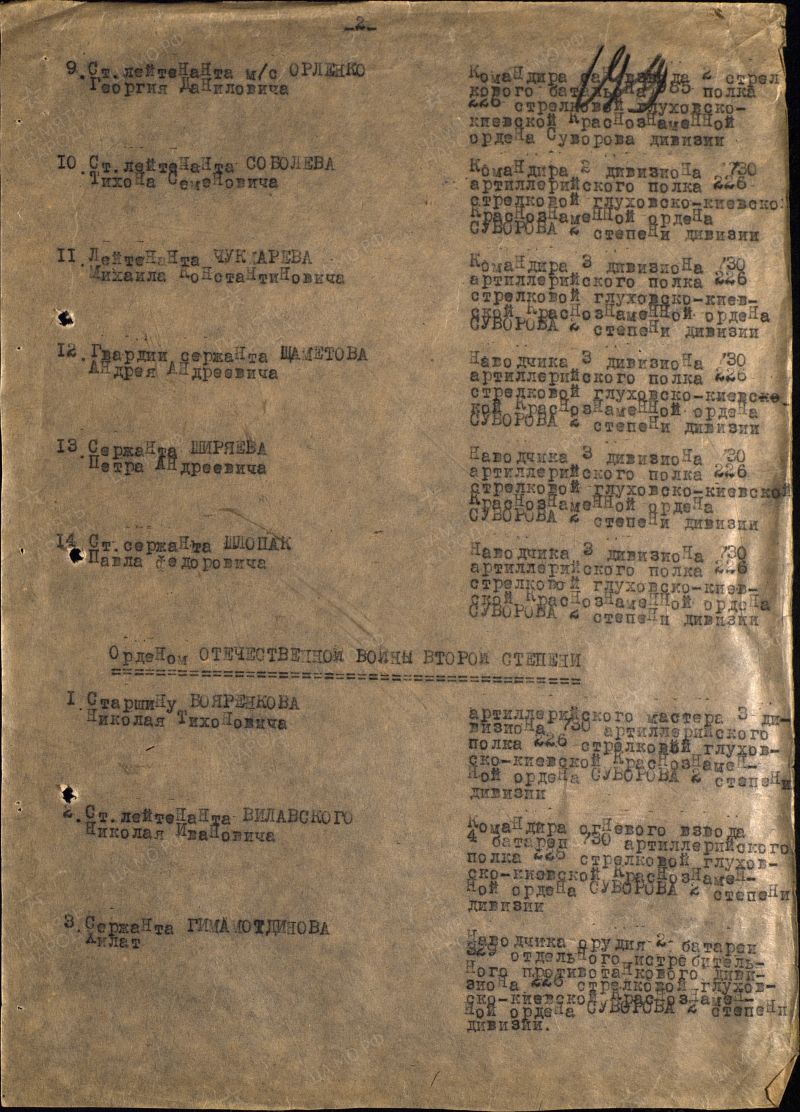 -2-
199
9. Ст. лейтенанта м/с ОРЛЕНКО
Георгия Даниловича
Командира санвзвода 2 стрел
кового батальона 985 полка
226 стрелковой глуховско-
киевской Краснознаменной
ордена Суворова дивизии
10. Ст. лейтенанта СОБОЛЕВА
Тихона Семеновича
Командира 2 дивизиона 730
артиллерийского полка 226
стрелковой глуховско-киевско
Краснознаменной ордена
СУВОРОВА 2 степени дивизии
11. Лейтенанта ЧУКМАРЕВА
Михаила Константиновича
Командира 3 дивизиона 730
артиллерийского полка 226
стрелковой глуховско-киев-
ской Краснознаменной ордена
СУВОРОВА 2 степени дивизии
12. Гвардии сержанта ЩАМЕТОВА
Андрея Андреевича
Наводчика 3 дивизиона 730
артиллерийского полка 226
стрелковой глуховско-киевско
кой Краснознаменной ордена
СУВОРОВА 2 степени дивизии
13. Сержанта ШИРЯЕВА
Петра Андреевича
Наводчика 3 дивизиона 730
артиллерийского полка 226
стрелковой глуховско-киевской
Краснознаменной ордена
СУВОРОВА 2 степени дивизии
14. Ст. сержанта ШЛОПАК
Павла Федоровича
Наводчика 3 дивизиона 730
артиллерийского полка 226
стрелковой глуховско-киев-
ской Краснознаменной ордена
СУВОРОВА 2 степени дивизии
Орденом ОТЕЧЕСТВЕННОЙ ВОЙНЫ ВТОРОЙ СТЕПЕНИ
1. Старшину БОЯРЕНКОВА
Николая Тихоновича
артиллерийского мастера 3 ди-
визиона 730 артиллерийского
полка 226 стрелковой глухов-
ско-киевской Краснознамен-
ной ордена СУВОРОВА 2 степени
дивизии
2. Ст. лейтенанта ВИЛАВСКОГО
Николая Ивановича
Командира огневого взвода
4 батареи 730 артиллерийского
полка 226 стрелковой глухов-
ско-киевской Краснознамен-
ной ордена СУВОРОВА 2 степени
дивизии
3. Сержанта ГИМАМОТДИНОВА
Ахлат
Наводчика орудия 2 батареи
329 отдельного истребитель-
ного противотанкового диви-
зиона 226 стрелковой глухов-
ско-киевской Краснознамен-
ной ордена СУВОРОВА 2 степени
дивизии.